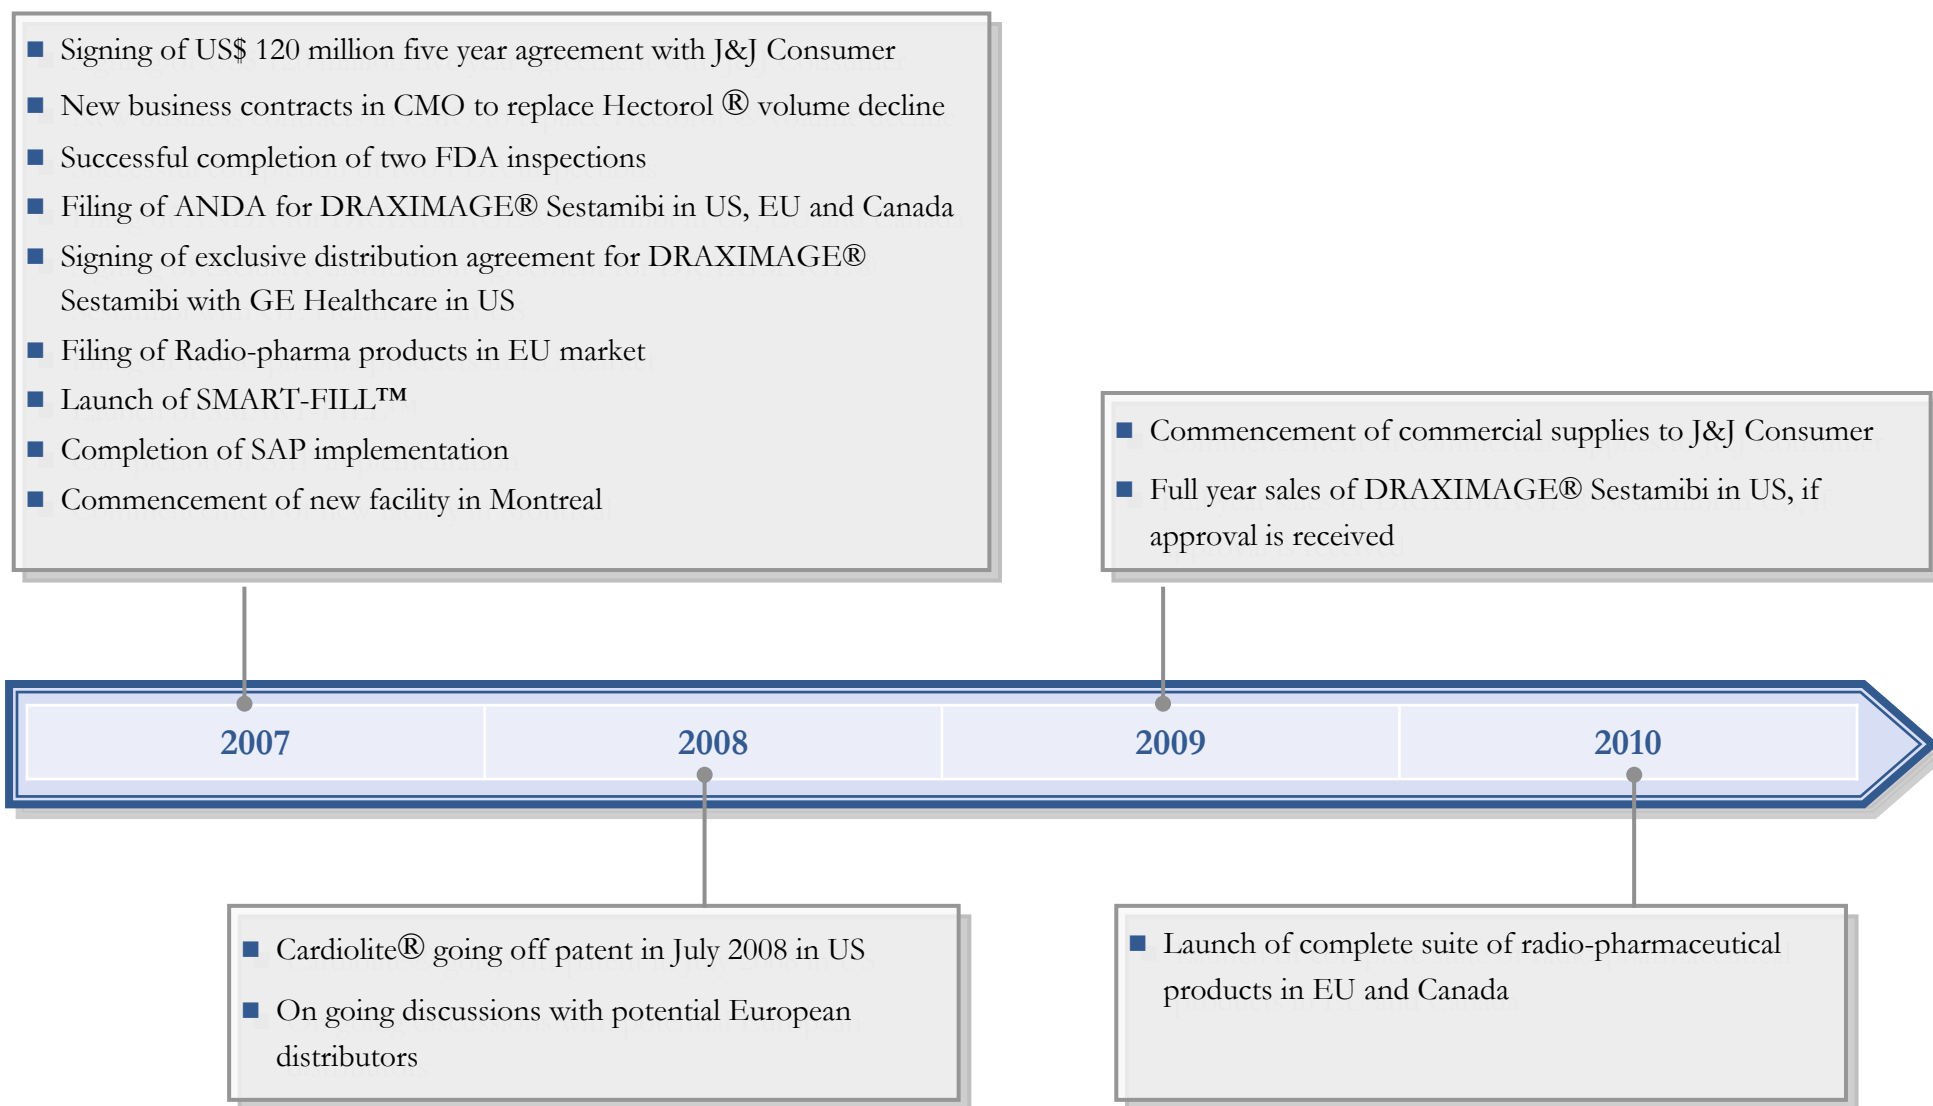 ■ Signing of US$ 120 million five year agreement with J&J Consumer
■ New business contracts in CMO to replace Hectorol ® volume decline
■ Successful completion of two FDA inspections
■ Filing of ANDA for DRAXIMAGE® Sestamibi in US, EU and Canada
■ Signing of exclusive distribution agreement for DRAXIMAGE®
Sestamibi with GE Healthcare in US
■ Filing of Radio-pharma products in EU market
■ Launch of SMART-FILL™
■ Completion of SAP implementation
■ Commencement of new facility in Montreal
■ Commencement of commercial supplies to J&J Consumer
■ Full year sales of DRAXIMAGE® Sestamibi in US, if
approval is received
2007 2008 2009 2010
■ Cardiolite® going off patent in July 2008 in US
■ On going discussions with potential European
distributors
■ Launch of complete suite of radio-pharmaceutical
products in EU and Canada